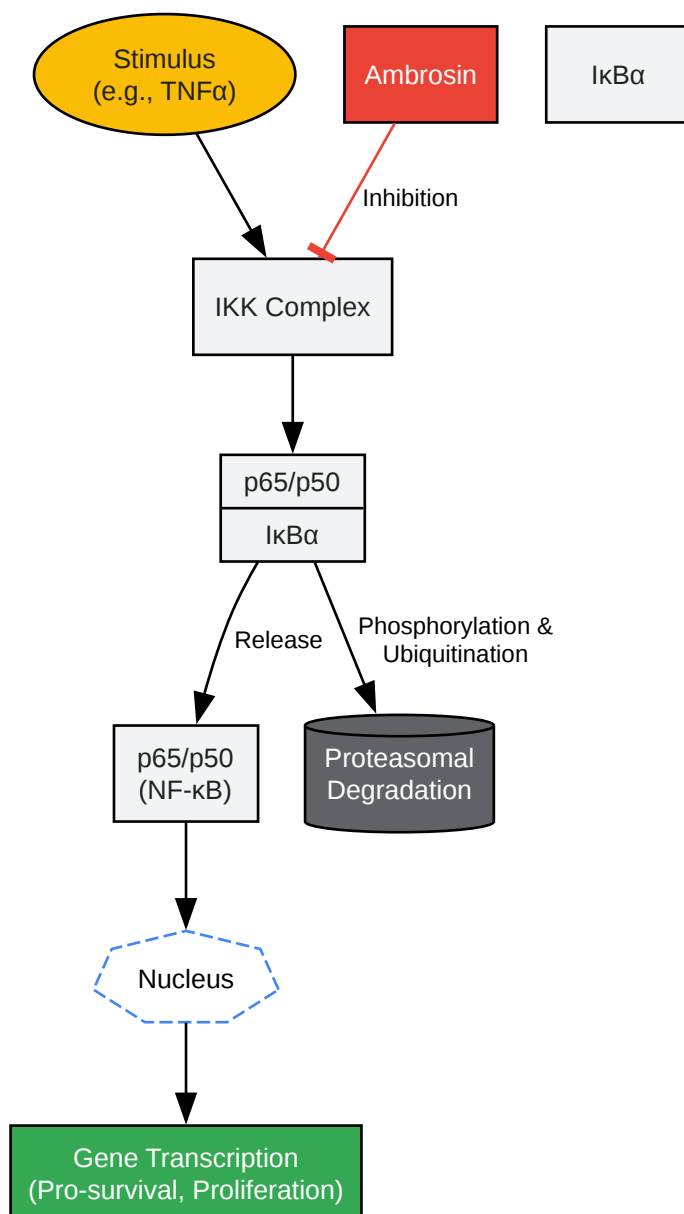 Stimulus
(e.g., TNFα)
Ambrosin
IκBα
Inhibition
IKK Complex
p65/p50
IκBα
Release
Phosphorylation &
Ubiquitination
p65/p50
(NF-κB)
Proteasomal
Degradation
Nucleus
Gene Transcription
(Pro-survival, Proliferation)